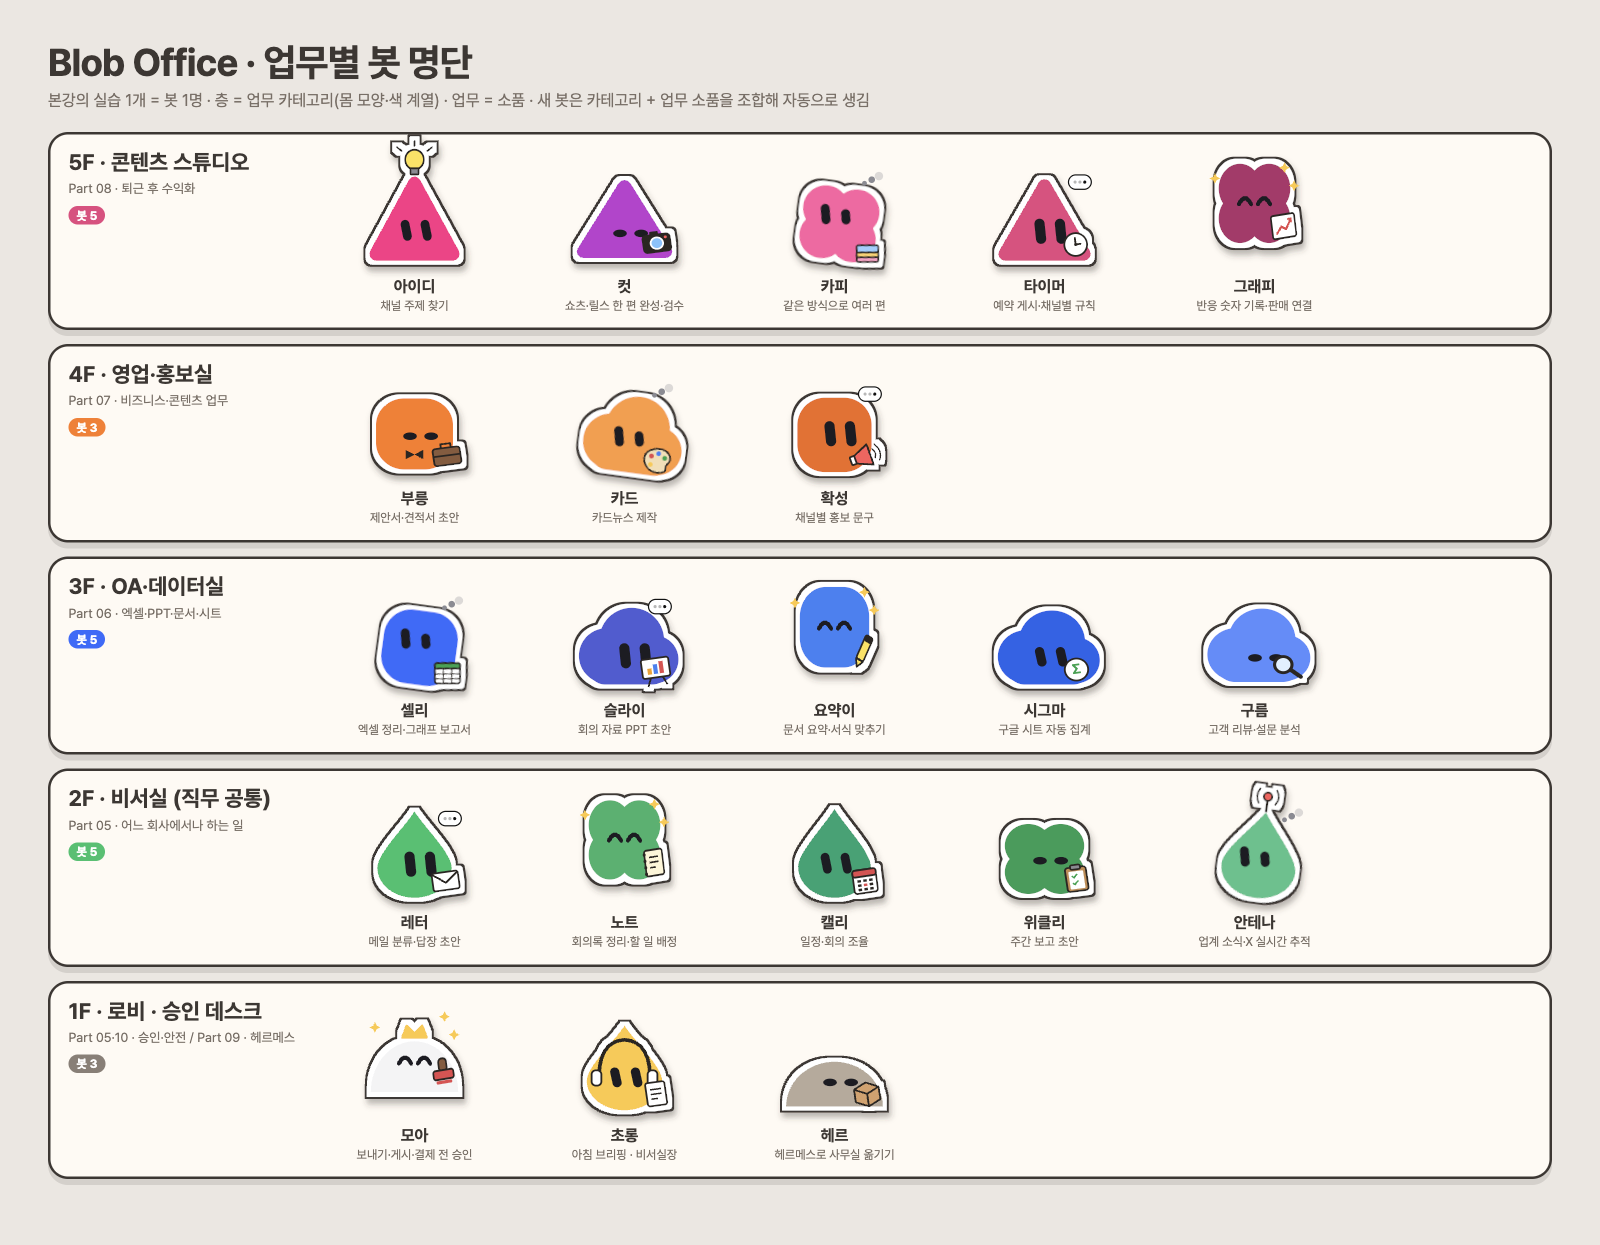 Blob Office · 업무별 봇 명단
본강의 실습 1개 = 봇 1명 · 층 = 업무 카테고리(몸 모양·색 계열) · 업무 = 소품 · 새 봇은 카테고리 + 업무 소품을 조합해 자동으로 생김
5F · 콘텐츠 스튜디오
Part 08 · 퇴근 후 수익화
봇 5
아이디
채널 주제 찾기
컷
쇼츠·릴스 한 편 완성·검수
카피
같은 방식으로 여러 편
타이머
예약 게시·채널별 규칙
그래피
반응 숫자 기록·판매 연결
4F · 영업·홍보실
Part 07 · 비즈니스·콘텐츠 업무
봇 3
부릉
제안서·견적서 초안
카드
카드뉴스 제작
확성
채널별 홍보 문구
3F · OA·데이터실
Part 06 · 엑셀·PPT·문서·시트
봇 5
셀리
엑셀 정리·그래프 보고서
슬라이
회의 자료 PPT 초안
요약이
문서 요약·서식 맞추기
Σ
시그마
구글 시트 자동 집계
구름
고객 리뷰·설문 분석
2F · 비서실 (직무 공통)
Part 05 · 어느 회사에서나 하는 일
봇 5
레터
메일 분류·답장 초안
노트
회의록 정리·할 일 배정
캘리
일정·회의 조율
위클리
주간 보고 초안
안테나
업계 소식·X 실시간 추적
1F · 로비 · 승인 데스크
Part 05·10 · 승인·안전 / Part 09 · 헤르메스
봇 3
모아
보내기·게시·결제 전 승인
초롱
아침 브리핑 · 비서실장
헤르
헤르메스로 사무실 옮기기